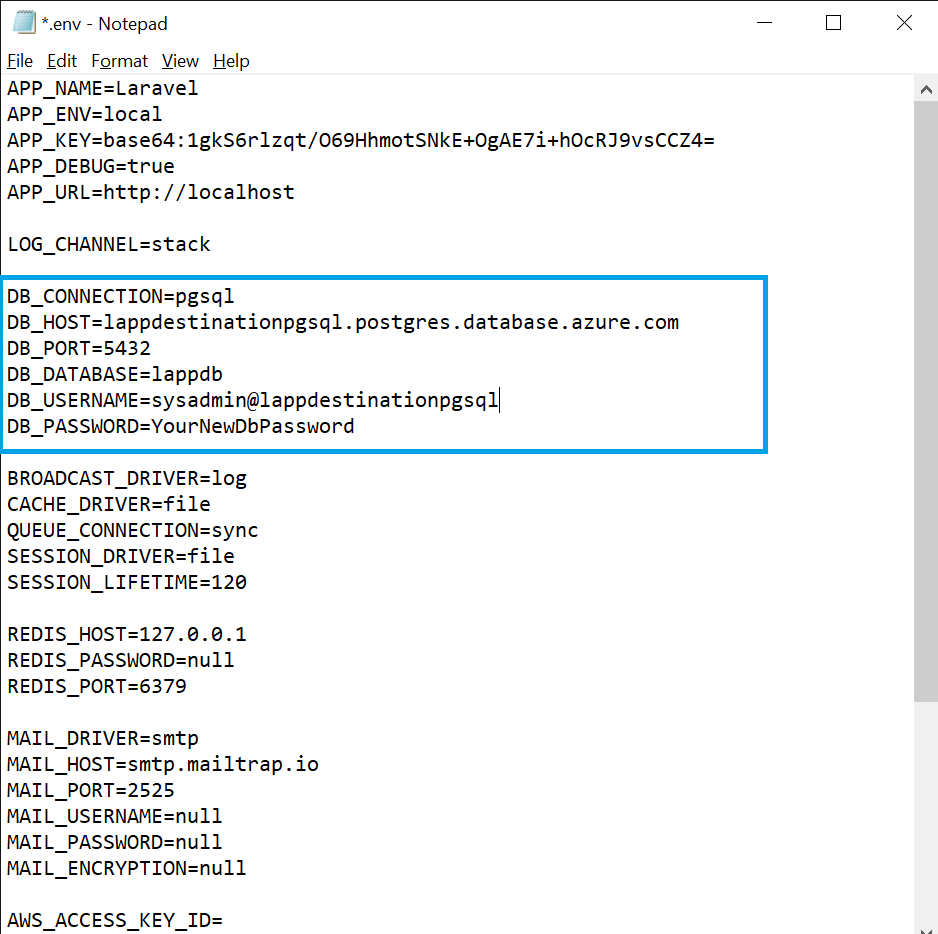 *.env - Notepad
File Edit Format View Help
APP_NAME=Laravel
APP_ENV=local
APP_KEY=base64:1gkS6rlzqt/O69HhmotSNkE+OgAE7i+hOcRJ9vsCCZ4=
APP_DEBUG=true
APP_URL=http://localhost
LOG_CHANNEL=stack
DB_CONNECTION=pgsql
DB_HOST=lappdestinationpgsql.postgres.database.azure.com
DB_PORT=5432
DB_DATABASE=lappdb
DB_USERNAME=sysadmin@lappdestinationpgsql
DB_PASSWORD=YourNewDbPassword
BROADCAST_DRIVER=log
CACHE_DRIVER=file
QUEUE_CONNECTION=sync
SESSION_DRIVER=file
SESSION_LIFETIME=120
REDIS_HOST=127.0.0.1
REDIS_PASSWORD=null
REDIS_PORT=6379
MAIL_DRIVER=smtp
MAIL_HOST=smtp.mailtrap.io
MAIL_PORT=2525
MAIL_USERNAME=null
MAIL_PASSWORD=null
MAIL_ENCRYPTION=null
AWS_ACCESS_KEY_ID=